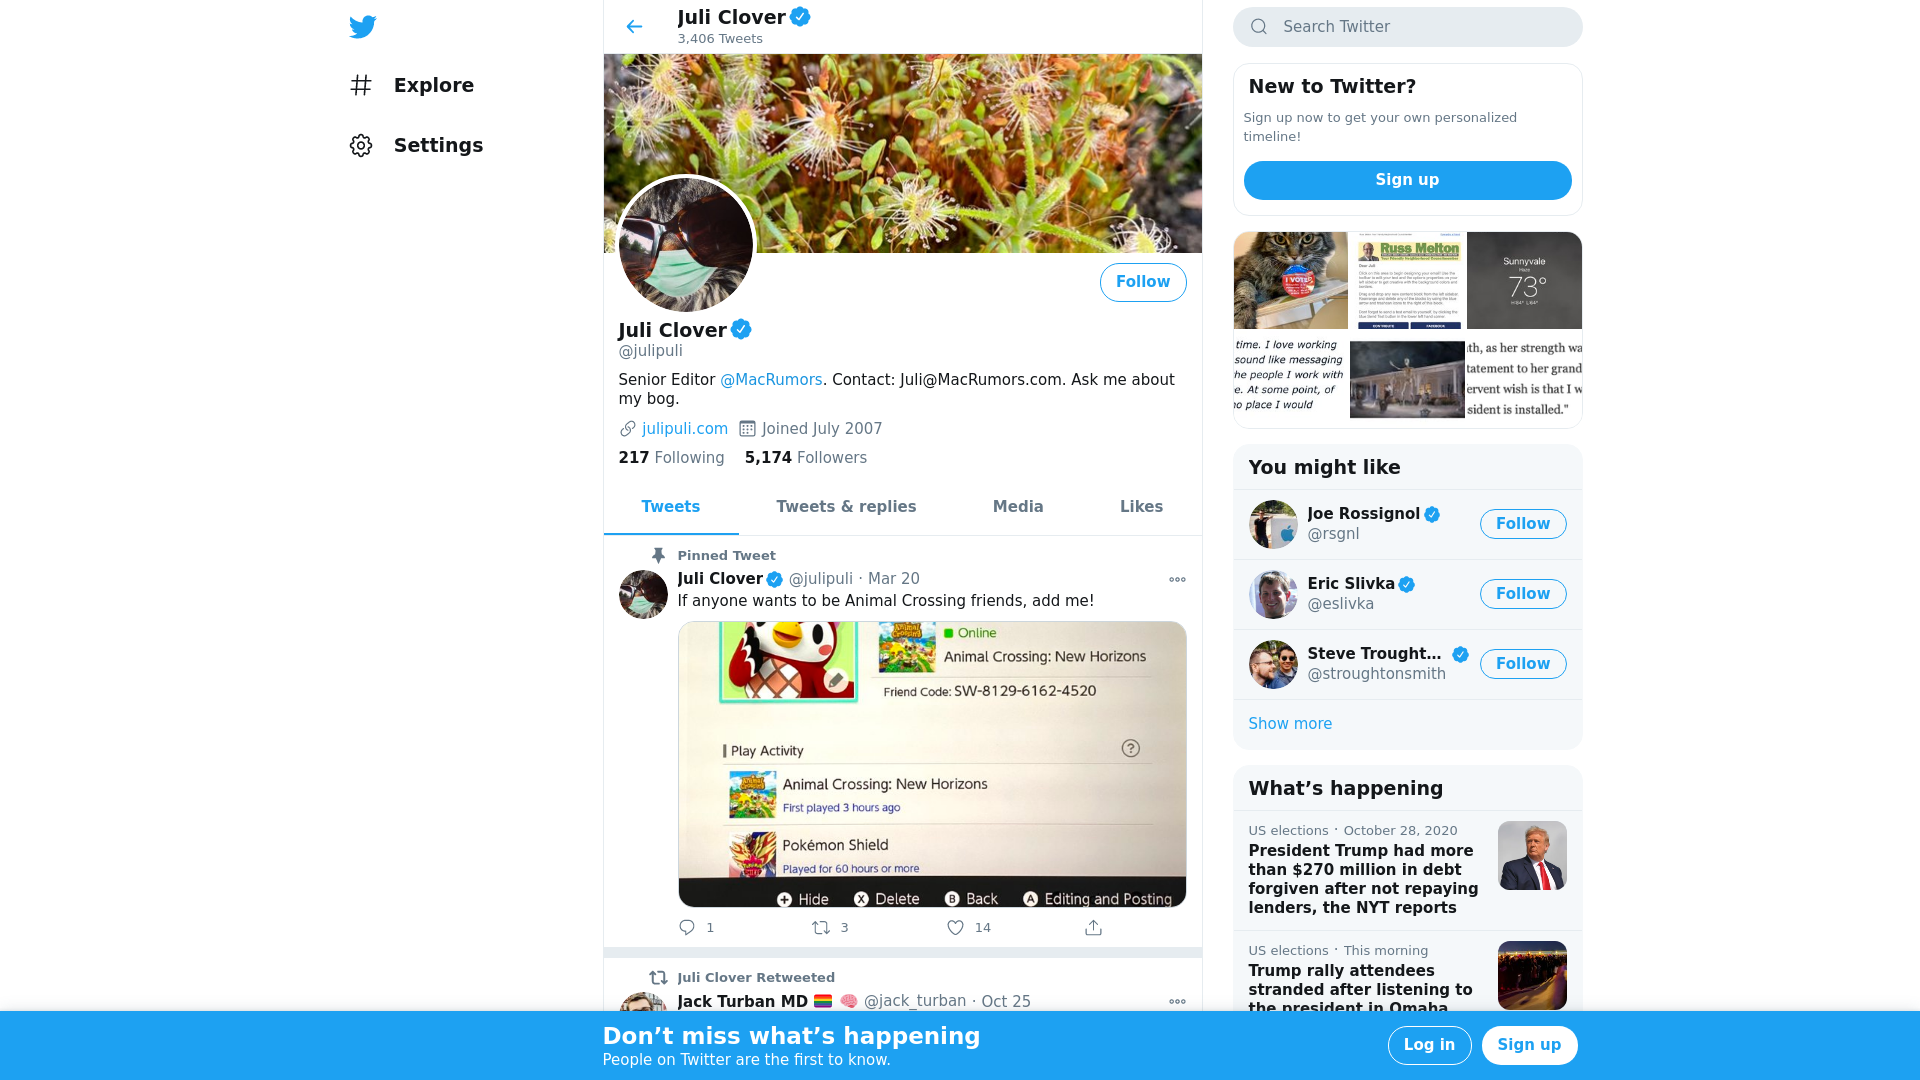 Explore
Settings
Juli Clover
3,406 Tweets
Follow
Juli Clover
@julipuli
Senior Editor @MacRumors. Contact: Juli@MacRumors.com. Ask me about
my bog.
julipuli.com Joined July 2007
217 Following 5,174 Followers
Tweets Tweets & replies Media Likes
Pinned Tweet
Juli Clover @julipuli · Mar 20
If anyone wants to be Animal Crossing friends, add me!
Online
Animal Crossing: New Horizons
Friend Code: SW-8129-6162-4520
Play Activity
?
Animal Crossing: New Horizons
First played 3 hours ago
Pokémon Shield
Played for 60 hours or more
+ Hide X Delete B Back A Editing and Posting
1 3 14
Juli Clover Retweeted
Jack Turban MD @jack_turban · Oct 25
Search Twitter
New to Twitter?
Sign up now to get your own personalized
timeline!
Sign up
I VOTED
Russ Melton
Sunnyvale
Haze
73°
time. I love working
sound like messaging
he people I work with
e. At some point, of
no place I would
th, as her strength wa
tatement to her grand
ervent wish is that I w
sident is installed."
You might like
Joe Rossignol
@rsgnl
Follow
Eric Slivka
@eslivka
Follow
Steve Trought...
@stroughtonsmith
Follow
Show more
What's happening
US elections · October 28, 2020
President Trump had more
than $270 million in debt
forgiven after not repaying
lenders, the NYT reports
US elections · This morning
Trump rally attendees
stranded after listening to
the president in Omaha
Don't miss what's happening
People on Twitter are the first to know.
Log in
Sign up